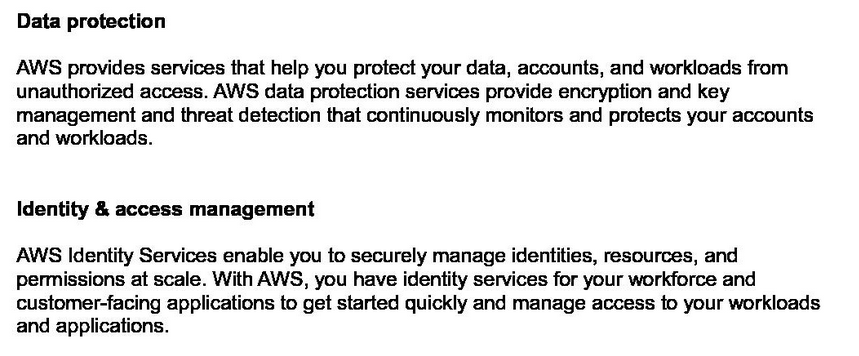 Data protection
AWS provides services that help you protect your data, accounts, and workloads from
unauthorized access. AWS data protection services provide encryption and key
management and threat detection that continuously monitors and protects your accounts
and workloads.
Identity & access management
AWS Identity Services enable you to securely manage identities, resources, and
permissions at scale. With AWS, you have identity services for your workforce and
customer-facing applications to get started quickly and manage access to your workloads
and applications.